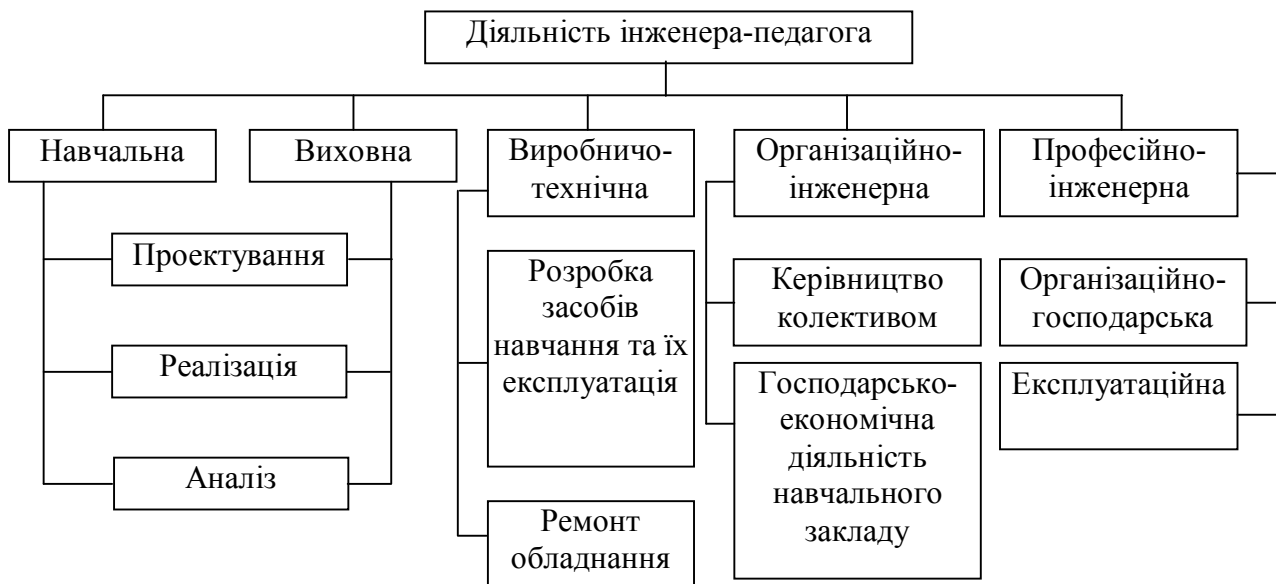 Діяльність інженера-педагога
Навчальна
Виховна
Виробничо-
технічна
Організаційно-
інженерна
Професійно-
інженерна
Проектування
Реалізація
Аналіз
Розробка
засобів
навчання та їх
експлуатація
Ремонт
обладнання
Керівництво
колективом
Господарсько-
економічна
діяльність
навчального
закладу
Організаційно-
господарська
Експлуатаційна